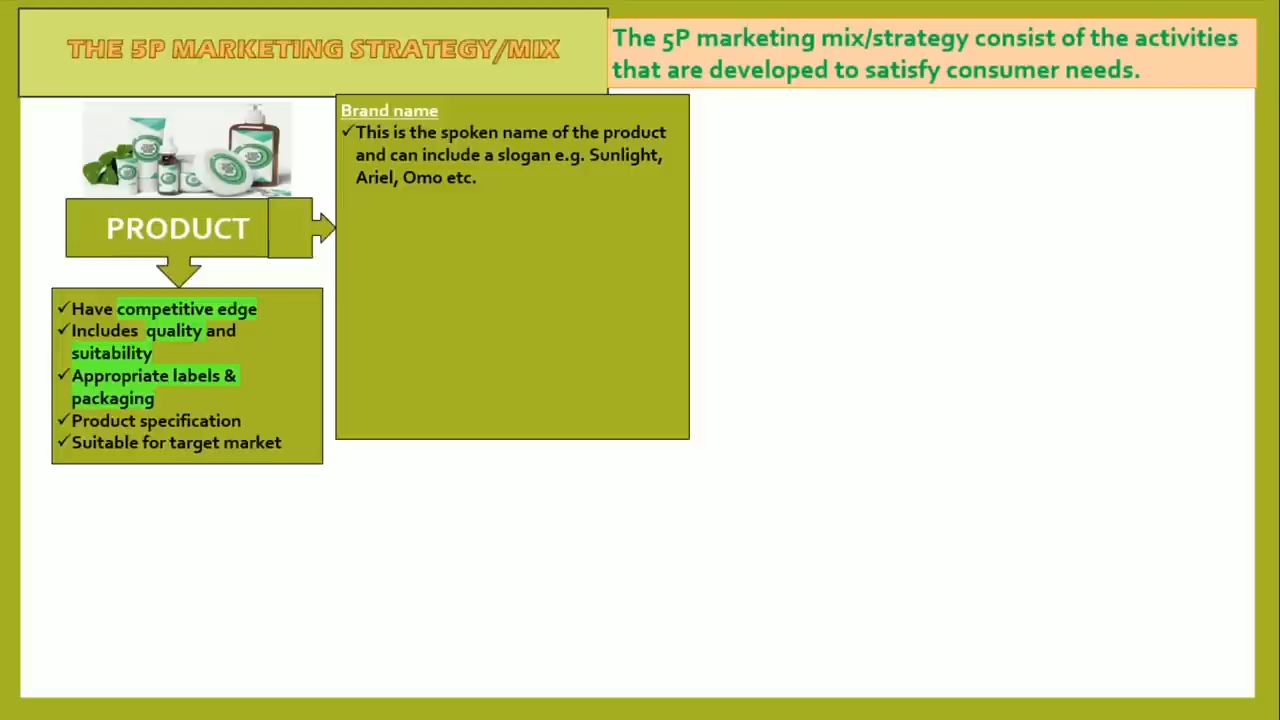 THE 5P MARKETING STRATEGY/MIX
The 5P marketing mix/strategy consist of the activities
that are developed to satisfy consumer needs.
PRODUCT
✓Have competitive edge
✓Includes quality and
suitability
✓Appropriate labels &
packaging
✓Product specification
✓Suitable for target market
Brand name
✓This is the spoken name of the product
and can include a slogan e.g. Sunlight,
Ariel, Omo etc.